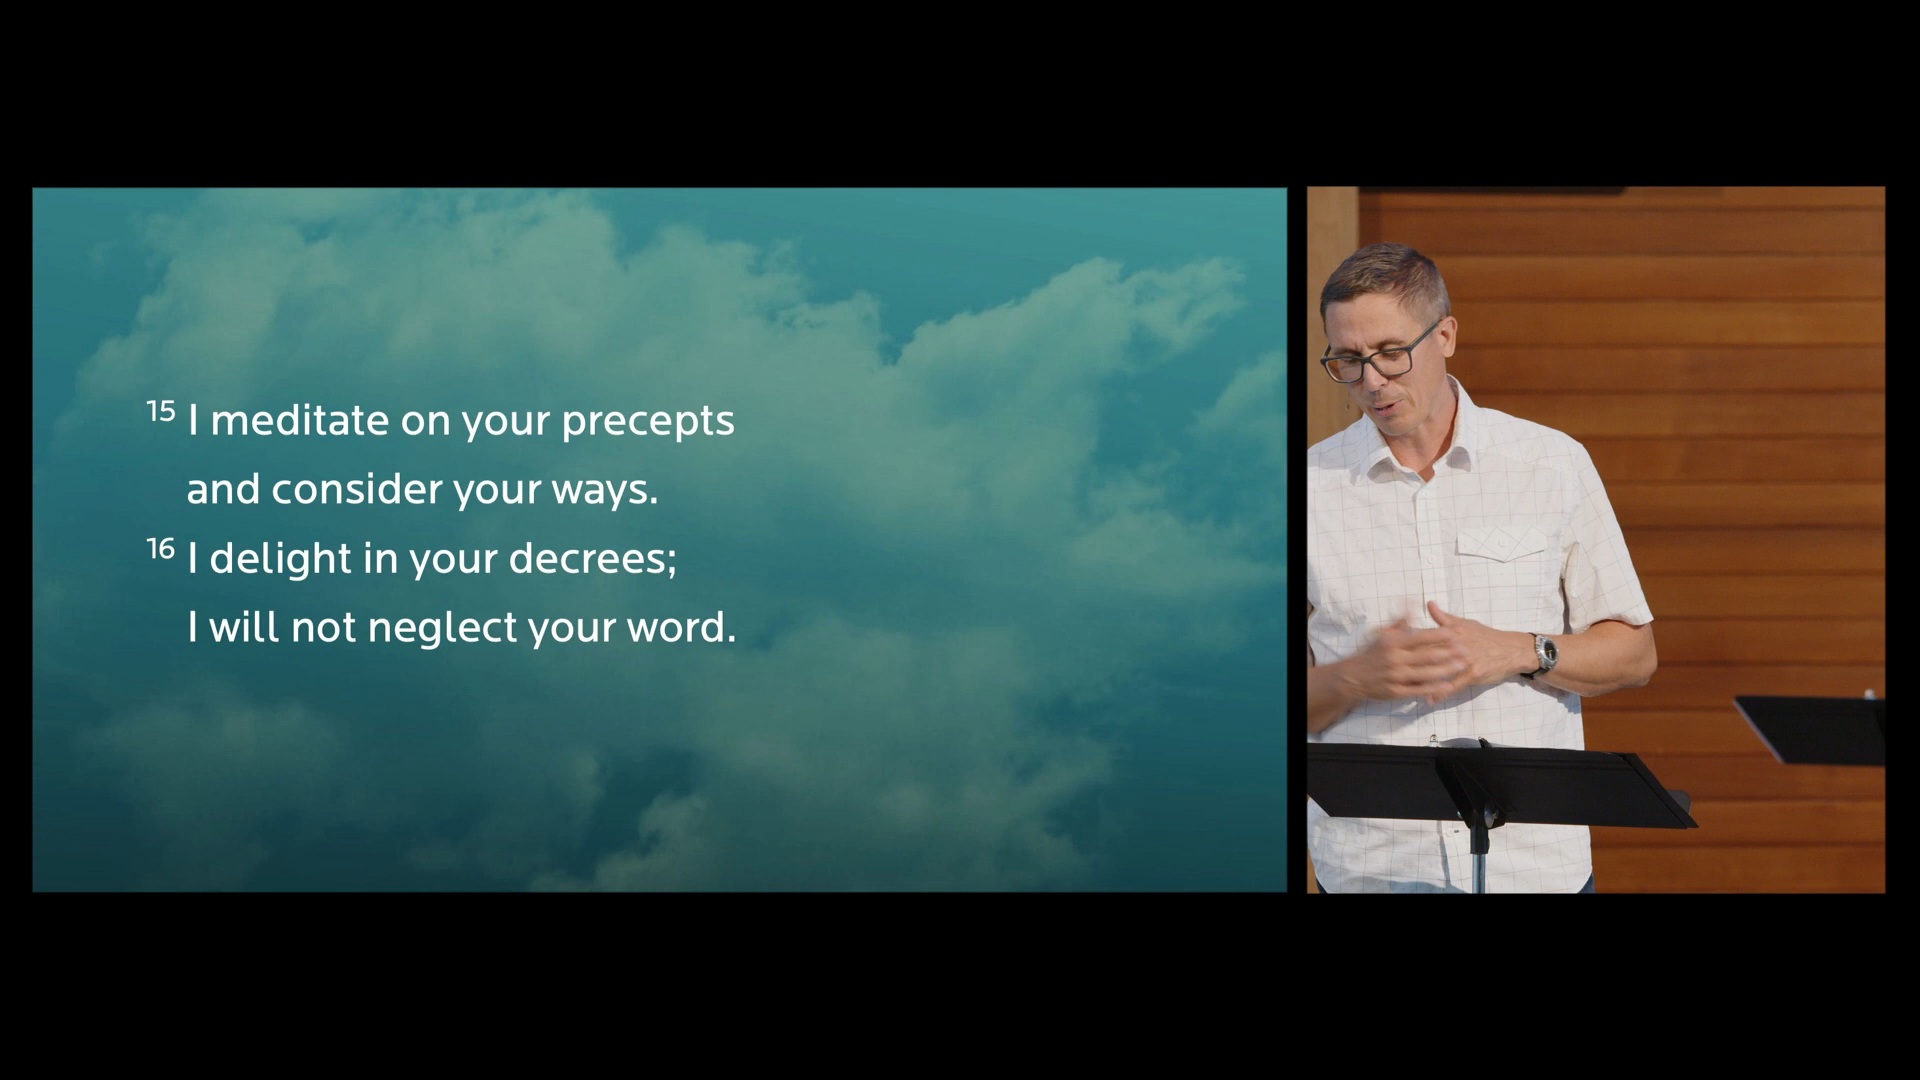 15 I meditate on your precepts
and consider your ways.
16 I delight in your decrees;
I will not neglect your word.